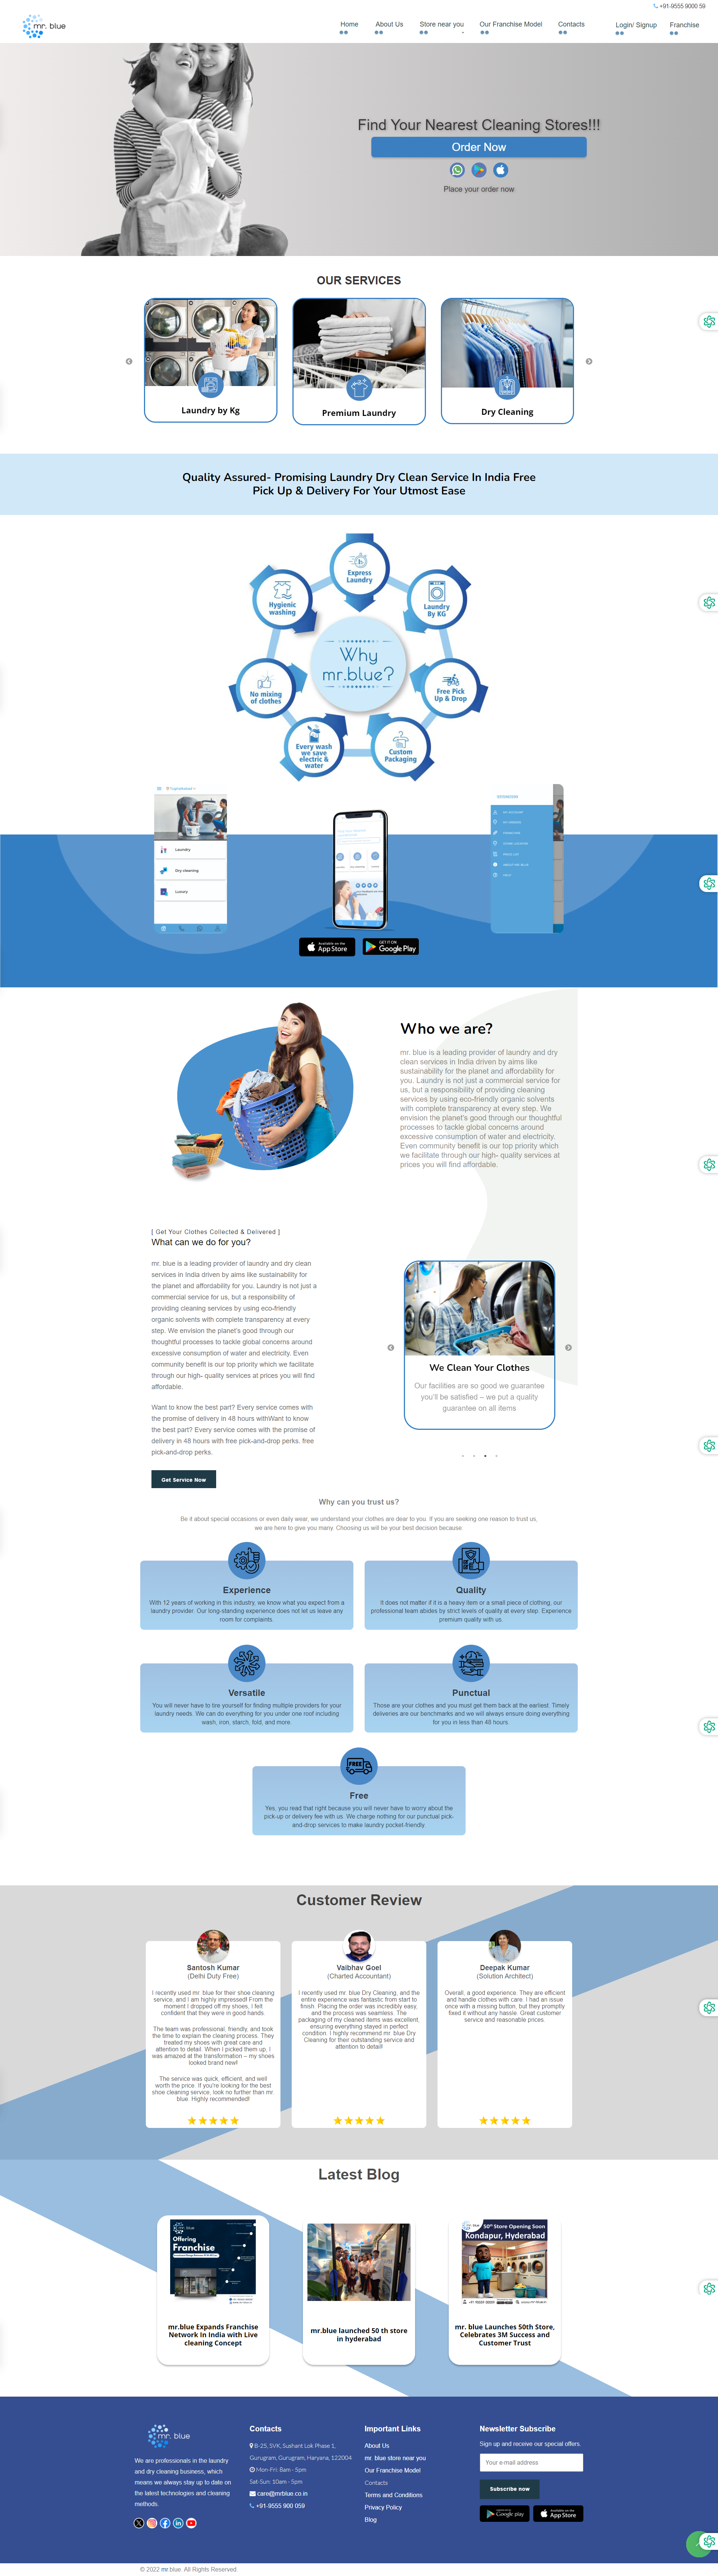 +91-9555 9000 59
mr. blue
Home
About Us
Store near you
Our Franchise Model
Contacts
Login/ Signup
Franchise
Find Your Nearest Cleaning Stores!!!
Order Now
Place your order now
OUR SERVICES
Laundry by Kg
Premium Laundry
Dry Cleaning
Quality Assured- Promising Laundry Dry Clean Service In India Free
Pick Up & Delivery For Your Utmost Ease
Express
Laundry
Hygienic
washing
Laundry
By KG
Why
mr.blue?
No mixing
of clothes
Free Pick
Up & Drop
Every wash
we save
electric &
water
Custom
Packaging
Laundry
Dry cleaning
Luxury
HELP
Available on the
App Store
GET IT ON
Google Play
Who we are?
mr. blue is a leading provider of laundry and dry
clean services in India driven by aims like
sustainability for the planet and affordability for
you. Laundry is not just a commercial service for
us, but a responsibility of providing cleaning
services by using eco-friendly organic solvents
with complete transparency at every step. We
envision the planet's good through our thoughtful
processes to tackle global concerns around
excessive consumption of water and electricity.
Even community benefit is our top priority which
we facilitate through our high- quality services at
prices you will find affordable.
[ Get Your Clothes Collected & Delivered ]
What can we do for you?
mr. blue is a leading provider of laundry and dry clean
services in India driven by aims like sustainability for
the planet and affordability for you. Laundry is not just a
commercial service for us, but a responsibility of
providing cleaning services by using eco-friendly
organic solvents with complete transparency at every
step. We envision the planet's good through our
thoughtful processes to tackle global concerns around
excessive consumption of water and electricity. Even
community benefit is our top priority which we facilitate
through our high- quality services at prices you will find
affordable.
Want to know the best part? Every service comes with
the promise of delivery in 48 hours withWant to know
the best part? Every service comes with the promise of
delivery in 48 hours with free pick-and-drop perks. free
pick-and-drop perks.
Get Service Now
We Clean Your Clothes
Our facilities are so good we guarantee
you'll be satisfied – we put a quality
guarantee on all items
Why can you trust us?
Be it about special occasions or even daily wear, we understand your clothes are dear to you. If you are seeking one reason to trust us,
we are here to give you many. Choosing us will be your best decision because:
Experience
With 12 years of working in this industry, we know what you expect from a
laundry provider. Our long-standing experience does not let us leave any
room for complaints.
Quality
It does not matter if it is a heavy item or a small piece of clothing, our
professional team abides by strict levels of quality at every step. Experience
premium quality with us.
Versatile
You will never have to tire yourself for finding multiple providers for your
laundry needs. We can do everything for you under one roof including
wash, iron, starch, fold, and more.
Punctual
Those are your clothes and you must get them back at the earliest. Timely
deliveries are our benchmarks and we will always ensure doing everything
for you in less than 48 hours.
FREE
Free
Yes, you read that right because you will never have to worry about the
pick-up or delivery fee with us. We charge nothing for our punctual pick-
and-drop services to make laundry pocket-friendly.
Customer Review
Santosh Kumar
(Delhi Duty Free)
I recently used mr. blue for their shoe cleaning
service, and I am highly impressed! From the
moment I dropped off my shoes, I felt
confident that they were in good hands.
The team was professional, friendly, and took
the time to explain the cleaning process. They
treated my shoes with great care and
attention to detail. When I picked them up, I
was amazed at the transformation – my shoes
looked brand new!
The service was quick, efficient, and well
worth the price. If you're looking for the best
shoe cleaning service, look no further than mr.
blue. Highly recommended!
Vaibhav Goel
(Charted Accountant)
I recently used mr. blue Dry Cleaning, and the
entire experience was fantastic from start to
finish. Placing the order was incredibly easy,
and the process was seamless. The
packaging of my cleaned items was excellent,
ensuring everything stayed in perfect
condition. I highly recommend mr. blue Dry
Cleaning for their outstanding service and
attention to detail!
Deepak Kumar
(Solution Architect)
Overall, a good experience. They are efficient
and handle clothes with care. I had an issue
once with a missing button, but they promptly
fixed it without any hassle. Great customer
service and reasonable prices.
Latest Blog
mr. blue
Offering
Franchise
mr.blue Expands Franchise
Network In India with Live
cleaning Concept
mr.blue launched 50 th store
in hyderabad
50th Store Opening Soon
Kondapur, Hyderabad
mr. blue Launches 50th Store,
Celebrates 3M Success and
Customer Trust
mr. blue
We are professionals in the laundry
and dry cleaning business, which
means we always stay up to date on
the latest technologies and cleaning
methods.
Contacts
B-25, SVK, Sushant Lok Phase 1,
Gurugram, Gurugram, Haryana, 122004
Mon-Fri: 8am - 5pm
Sat-Sun: 10am - 5pm
care@mrblue.co.in
+91-9555 900 059
Important Links
About Us
mr. blue store near you
Our Franchise Model
Contacts
Terms and Conditions
Privacy Policy
Blog
Newsletter Subscribe
Sign up and receive our special offers.
Your e-mail address
Subscribe now
Google play
Available on the
App Store
© 2022 mr.blue. All Rights Reserved